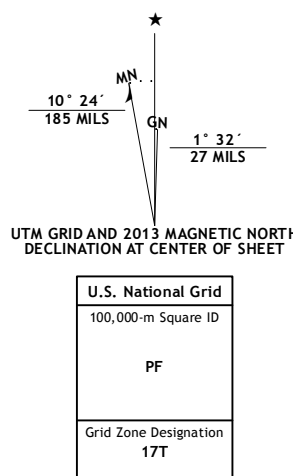 ★
MN
10° 24´
185 MILS
GN
1° 32´
27 MILS
UTM GRID AND 2013 MAGNETIC NORTH
DECLINATION AT CENTER OF SHEET
U.S. National Grid
100,000-m Square ID
PF
Grid Zone Designation
17T